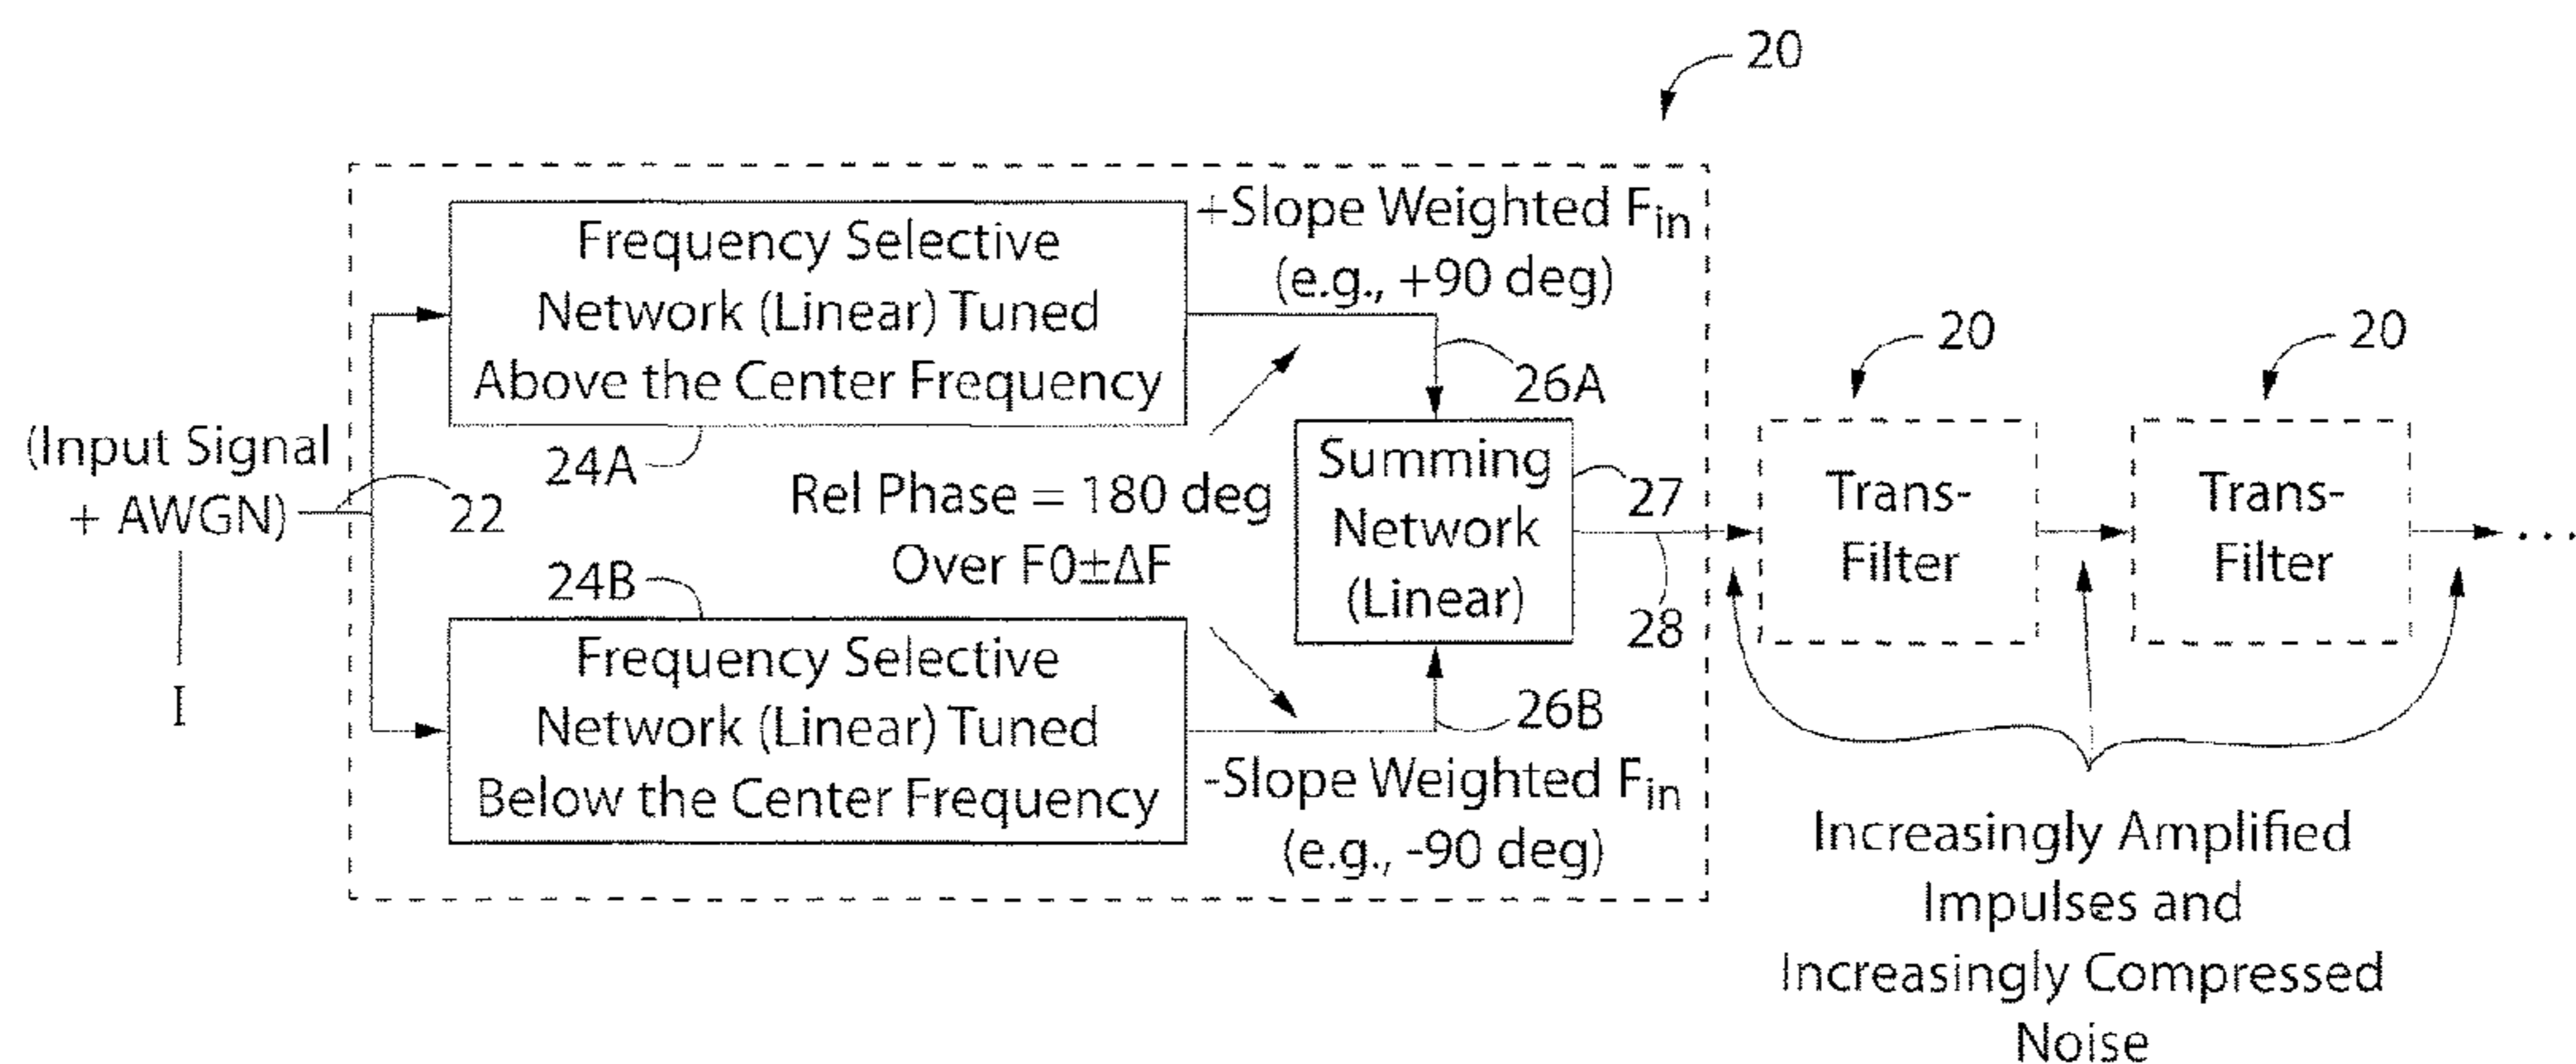 20
+Slope Weighted Fin
(e.g., +90 deg)
Frequency Selective
Network (Linear) Tuned
Above the Center Frequency
24A
26A
20
20
(Input Signal
+ AWGN)
22
I
Rel Phase = 180 deg
Over F0±ΔF
Summing
Network
(Linear)
27
28
Trans-
Filter
Trans-
Filter
...
24B
Frequency Selective
Network (Linear) Tuned
Below the Center Frequency
26B
-Slope Weighted Fin
(e.g., -90 deg)
Increasingly Amplified
Impulses and
Increasingly Compressed
Noise